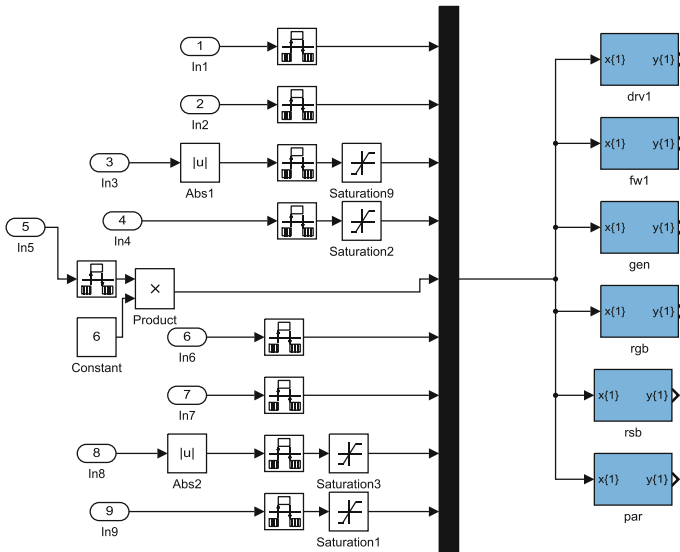 1
In1
2
In2
3
In3
|u|
Abs1
Saturation9
4
In4
Saturation2
5
In5
×
Product
6
Constant
6
In6
7
In7
8
In8
|u|
Abs2
Saturation3
9
In9
Saturation1
x{1} y{1}
drv1
x{1} y{1}
fw1
x{1} y{1}
gen
x{1} y{1}
rgb
x{1} y{1}
rsb
x{1} y{1}
par